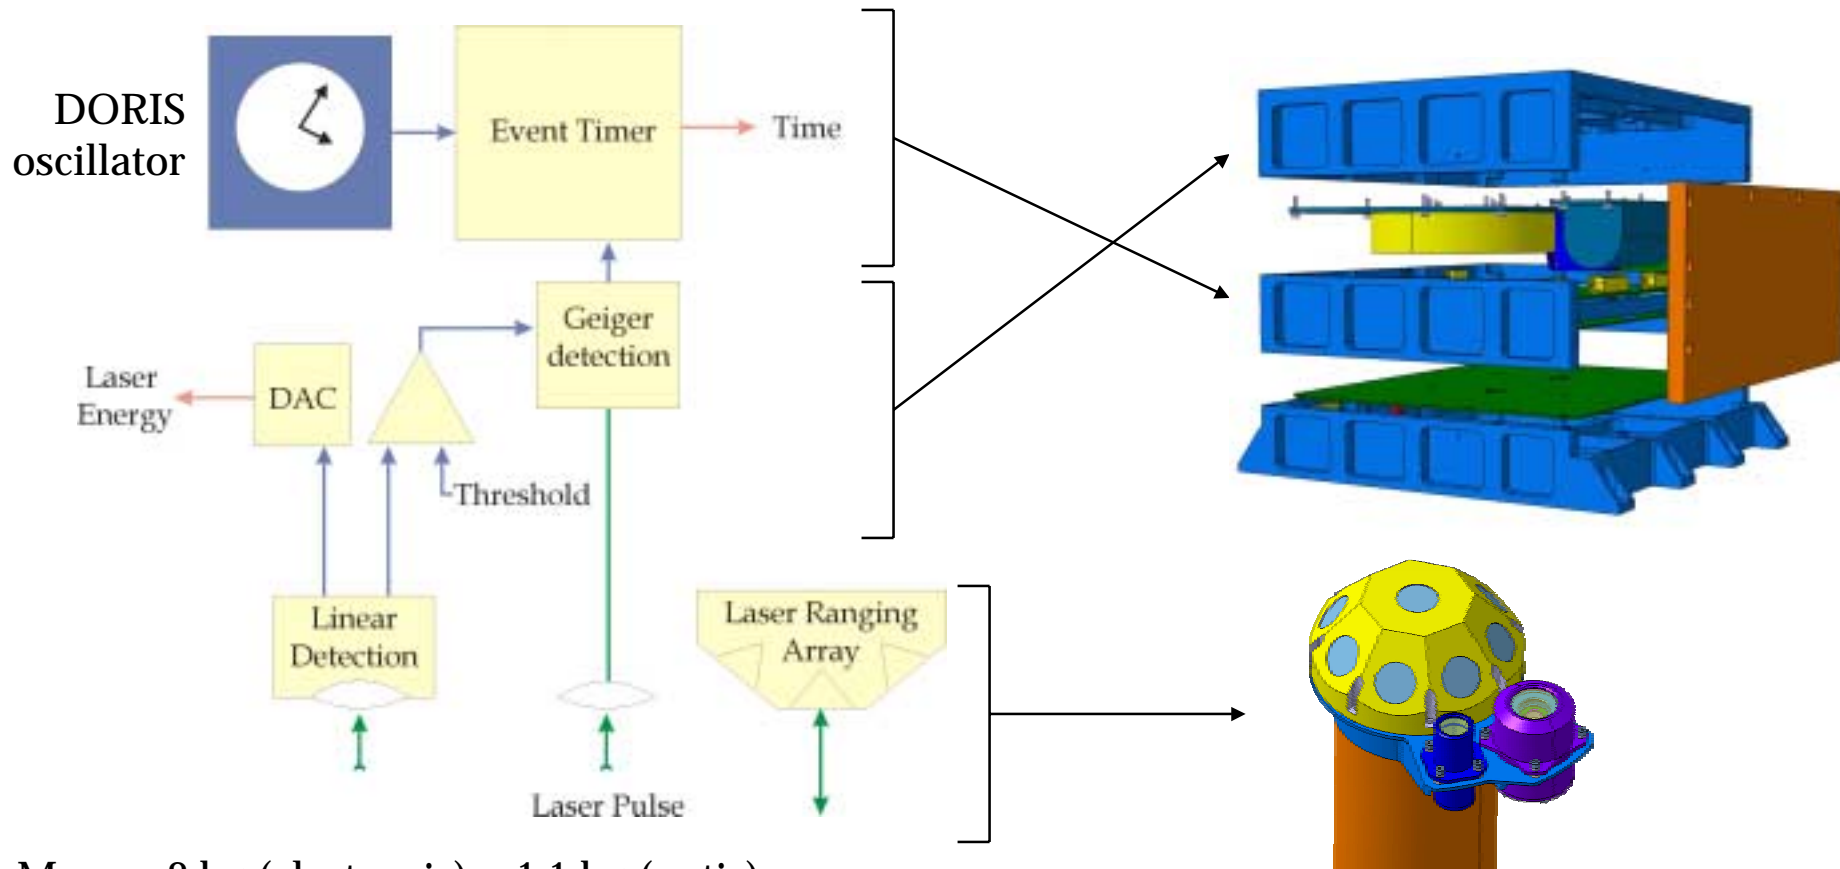 DORIS
oscillator
Event Timer
Time
Geiger
detection
Laser
Energy
DAC
Threshold
Linear
Detection
Laser Ranging
Array
Laser Pulse